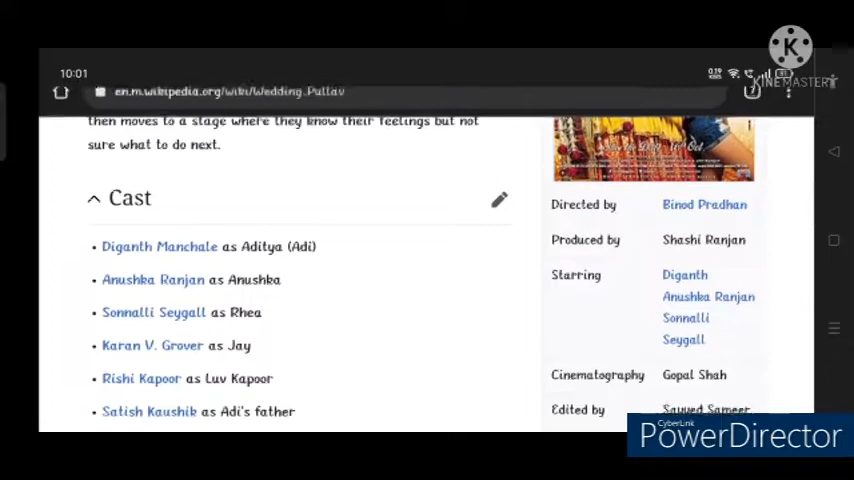 10:01
KINEMASTER
en.m.wikipedia.org/wiki/Wedding_Pullav
then moves to a stage where they know their feelings but not
sure what to do next.
Cast
• Diganth Manchale as Aditya (Adi)
• Anushka Ranjan as Anushka
• Sonnalli Seygall as Rhea
• Karan V. Grover as Jay
• Rishi Kapoor as Luv Kapoor
• Satish Kaushik as Adi's father
Directed by Binod Pradhan
Produced by Shashi Ranjan
Starring Diganth
Anushka Ranjan
Sonnalli
Seygall
Cinematography Gopal Shah
Edited by Sayyed Sameer
CyberLink
PowerDirector